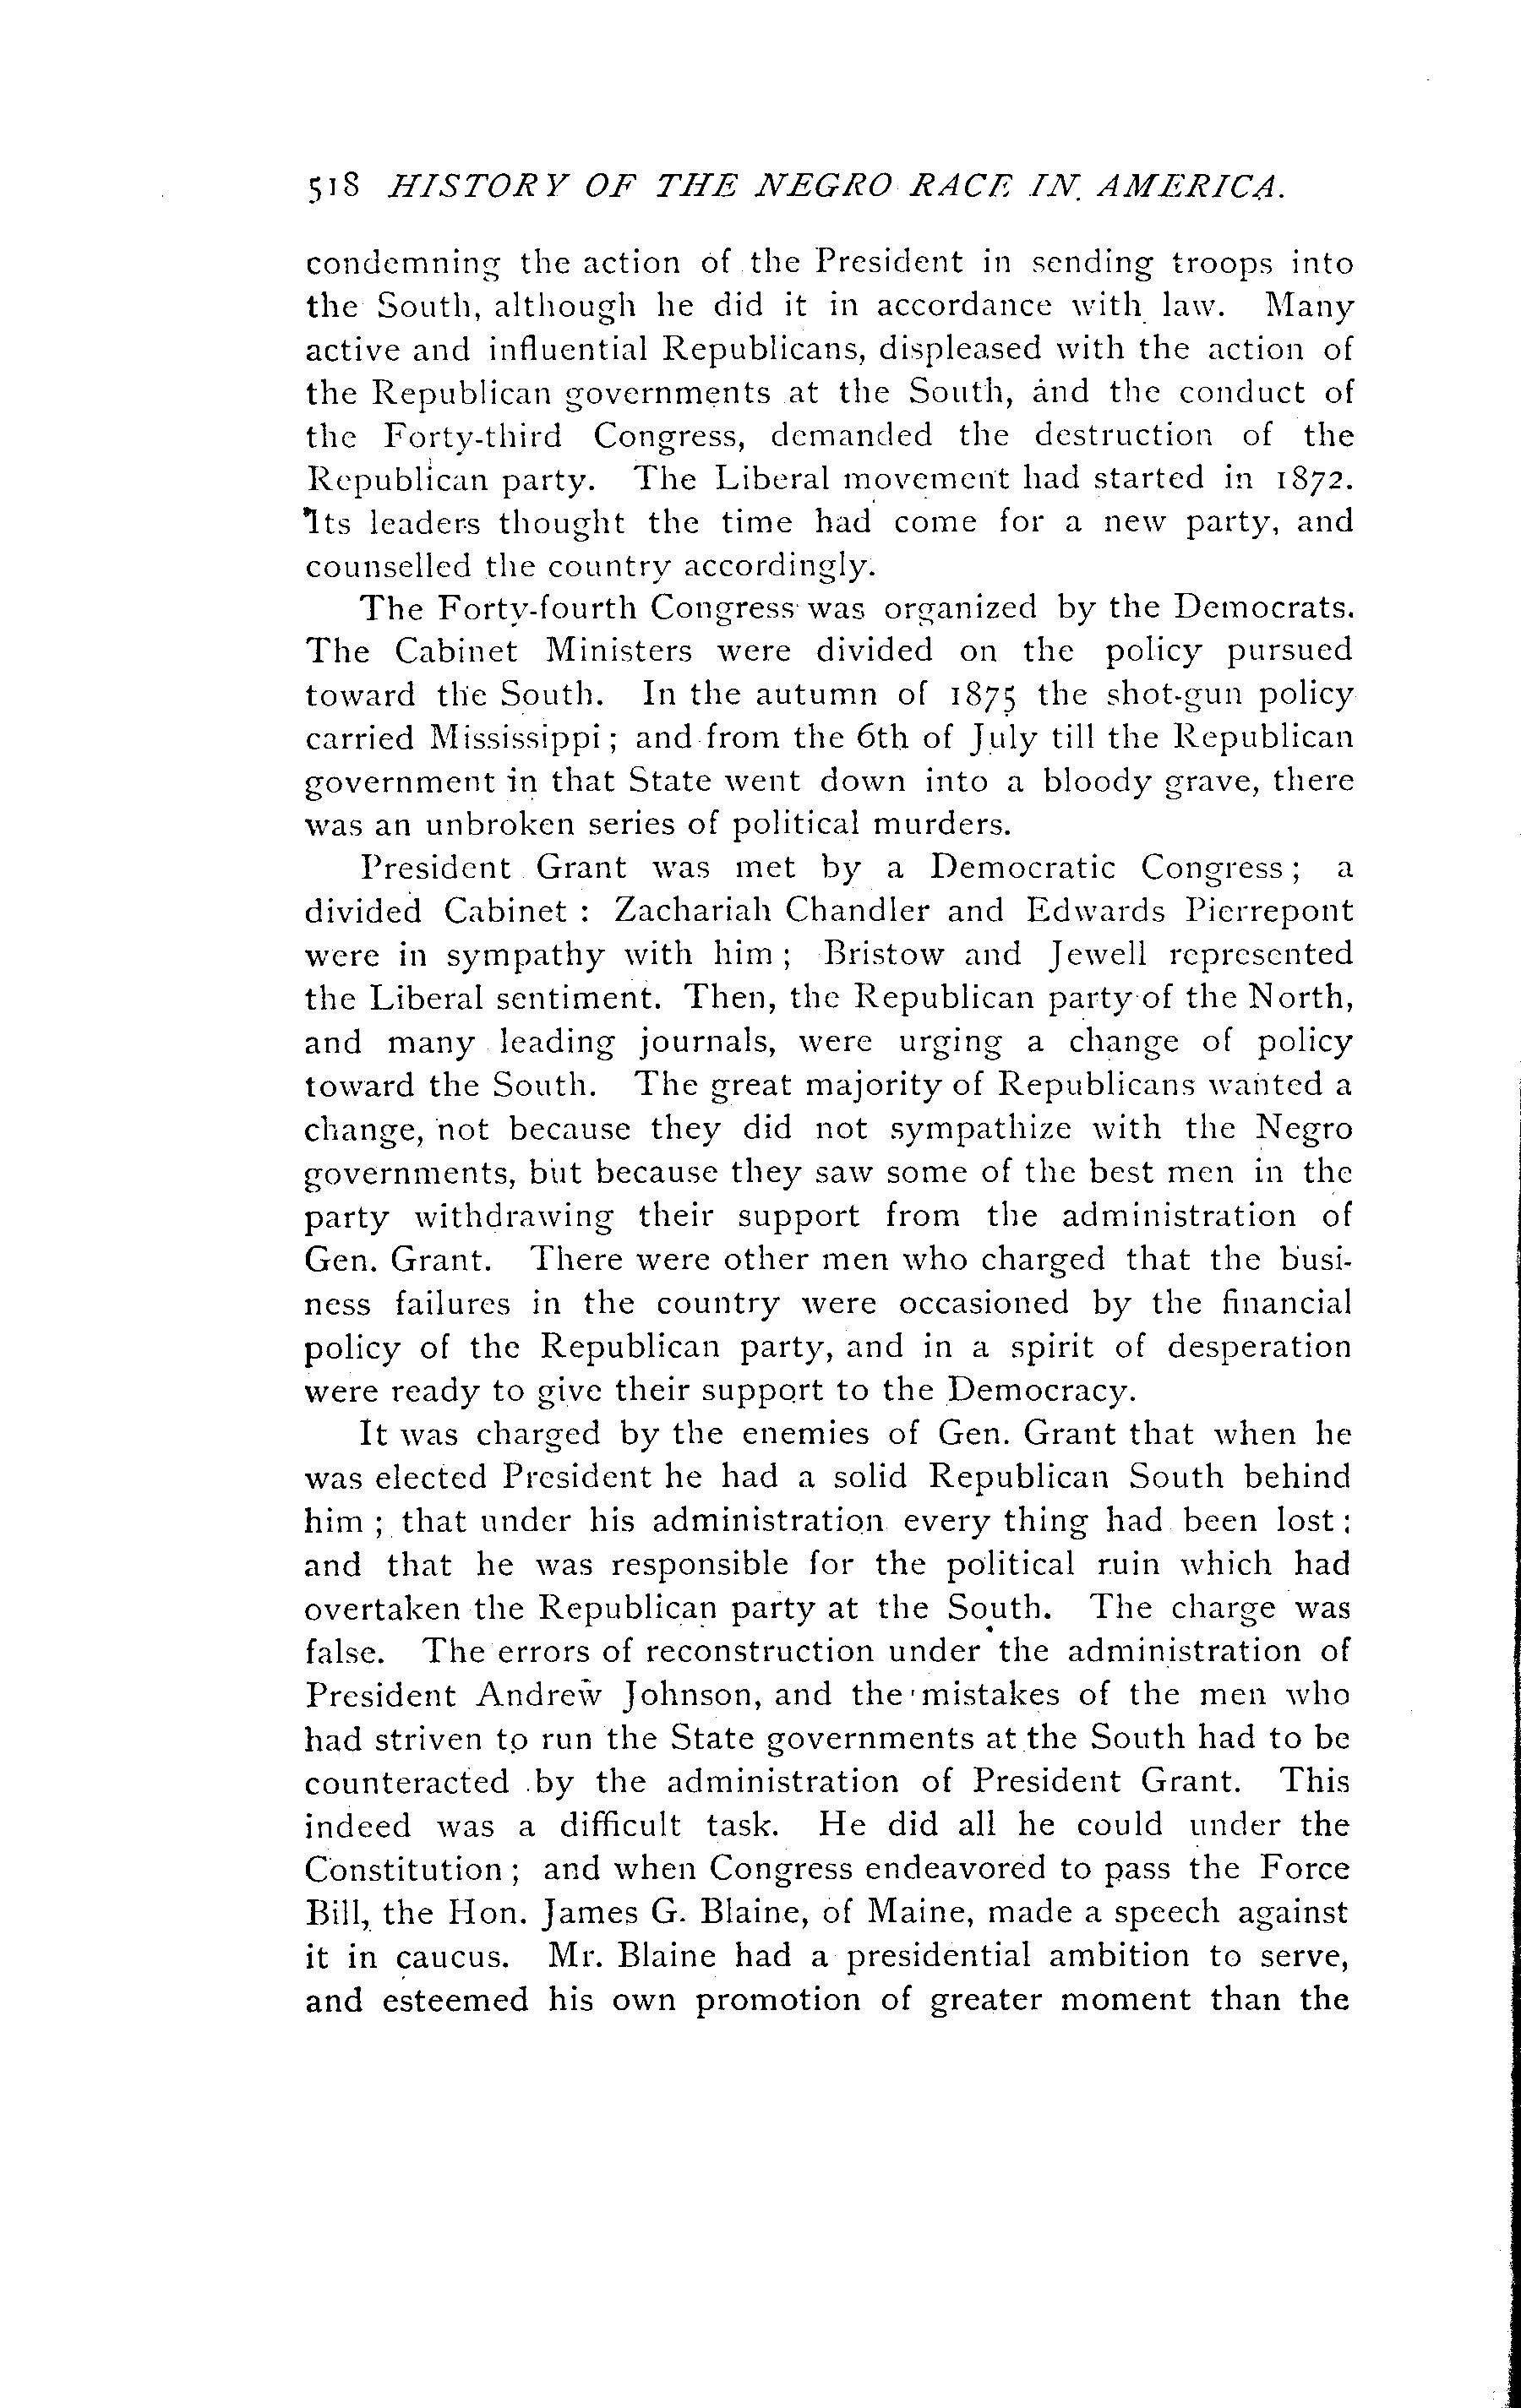 518 HISTORY OF THE NEGRO RACE IN AMERICA.
condemning the action of the President in sending troops into
the South, although he did it in accordance with law. Many
active and influential Republicans, displeased with the action of
the Republican governments at the South, and the conduct of
the Forty-third Congress, demanded the destruction of the
Republican party. The Liberal movement had started in 1872.
Its leaders thought the time had come for a new party, and
counselled the country accordingly.
The Forty-fourth Congress was organized by the Democrats.
The Cabinet Ministers were divided on the policy pursued
toward the South. In the autumn of 1875 the shot-gun policy
carried Mississippi ; and from the 6th of July till the Republican
government in that State went down into a bloody grave, there
was an unbroken series of political murders.
President Grant was met by a Democratic Congress ; a
divided Cabinet : Zachariah Chandler and Edwards Pierrepont
were in sympathy with him ; Bristow and Jewell represented
the Liberal sentiment. Then, the Republican party of the North,
and many leading journals, were urging a change of policy
toward the South. The great majority of Republicans wanted a
change, not because they did not sympathize with the Negro
governments, but because they saw some of the best men in the
party withdrawing their support from the administration of
Gen. Grant. There were other men who charged that the busi-
ness failures in the country were occasioned by the financial
policy of the Republican party, and in a spirit of desperation
were ready to give their support to the Democracy.
It was charged by the enemies of Gen. Grant that when he
was elected President he had a solid Republican South behind
him ; that under his administration every thing had been lost ;
and that he was responsible for the political ruin which had
overtaken the Republican party at the South. The charge was
false. The errors of reconstruction under the administration of
President Andrew Johnson, and the mistakes of the men who
had striven to run the State governments at the South had to be
counteracted by the administration of President Grant. This
indeed was a difficult task. He did all he could under the
Constitution ; and when Congress endeavored to pass the Force
Bill, the Hon. James G. Blaine, of Maine, made a speech against
it in caucus. Mr. Blaine had a presidential ambition to serve,
and esteemed his own promotion of greater moment than the